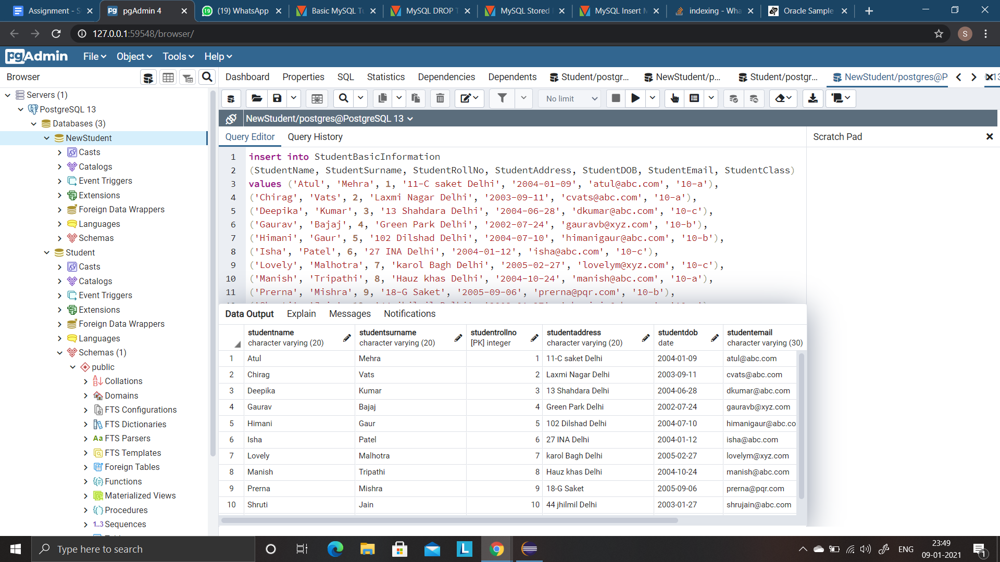 Assignment - S
pgAdmin 4
(19) WhatsApp
Basic MySQL Tu
MySQL DROP T
MySQL Stored
MySQL Insert M
indexing - Wha
Oracle Sample
127.0.0.1:59548/browser/
S
pgAdmin
File
Object
Tools
Help
Browser
Dashboard
Properties
SQL
Statistics
Dependencies
Dependents
Student/postgr...
NewStudent/p...
Student/postgr...
NewStudent/postgres@P
Servers (1)
PostgreSQL 13
Databases (3)
NewStudent
Casts
Catalogs
Event Triggers
Extensions
Foreign Data Wrappers
Languages
Schemas
Student
Casts
Catalogs
Event Triggers
Extensions
Foreign Data Wrappers
Languages
Schemas (1)
public
Collations
Domains
FTS Configurations
FTS Dictionaries
Aa FTS Parsers
FTS Templates
Foreign Tables
Functions
Materialized Views
Procedures
1..3 Sequences
No limit
NewStudent/postgres@PostgreSQL 13
Query Editor
Query History
Scratch Pad
1 insert into StudentBasicInformation
2 (StudentName, StudentSurname, StudentRollNo, StudentAddress, StudentDOB, StudentEmail, StudentClass)
3 values ('Atul', 'Mehra', 1, '11-C saket Delhi', '2004-01-09', 'atul@abc.com', '10-a'),
4 ('Chirag', 'Vats', 2, 'Laxmi Nagar Delhi', '2003-09-11', 'cvats@abc.com', '10-a'),
5 ('Deepika', 'Kumar', 3, '13 Shahdara Delhi', '2004-06-28', 'dkumar@abc.com', '10-c'),
6 ('Gaurav', 'Bajaj', 4, 'Green Park Delhi', '2002-07-24', 'gauravb@xyz.com', '10-b'),
7 ('Himani', 'Gaur', 5, '102 Dilshad Delhi', '2004-07-10', 'himanigaur@abc.com', '10-b'),
8 ('Isha', 'Patel', 6, '27 INA Delhi', '2004-01-12', 'isha@abc.com', '10-c'),
9 ('Lovely', 'Malhotra', 7, 'karol Bagh Delhi', '2005-02-27', 'lovelym@xyz.com', '10-c'),
10 ('Manish', 'Tripathi', 8, 'Hauz khas Delhi', '2004-10-24', 'manish@abc.com', '10-a'),
11 ('Prerna', 'Mishra', 9, '18-G Saket', '2005-09-06', 'prerna@pqr.com', '10-b'),
Data Output
Explain
Messages
Notifications
studentname studentsurname studentrollno studentaddress studentdob studentemail
character varying (20) character varying (20) [PK] integer character varying (20) date character varying (30)
1 Atul Mehra 1 11-C saket Delhi 2004-01-09 atul@abc.com
2 Chirag Vats 2 Laxmi Nagar Delhi 2003-09-11 cvats@abc.com
3 Deepika Kumar 3 13 Shahdara Delhi 2004-06-28 dkumar@abc.com
4 Gaurav Bajaj 4 Green Park Delhi 2002-07-24 gauravb@xyz.com
5 Himani Gaur 5 102 Dilshad Delhi 2004-07-10 himanigaur@abc.co
6 Isha Patel 6 27 INA Delhi 2004-01-12 isha@abc.com
7 Lovely Malhotra 7 karol Bagh Delhi 2005-02-27 lovelym@xyz.com
8 Manish Tripathi 8 Hauz khas Delhi 2004-10-24 manish@abc.com
9 Prerna Mishra 9 18-G Saket 2005-09-06 prerna@pqr.com
10 Shruti Jain 10 44 jhilmil Delhi 2003-01-27 shrujain@abc.com
Type here to search
L
ENG
23:49
09-01-2021
1